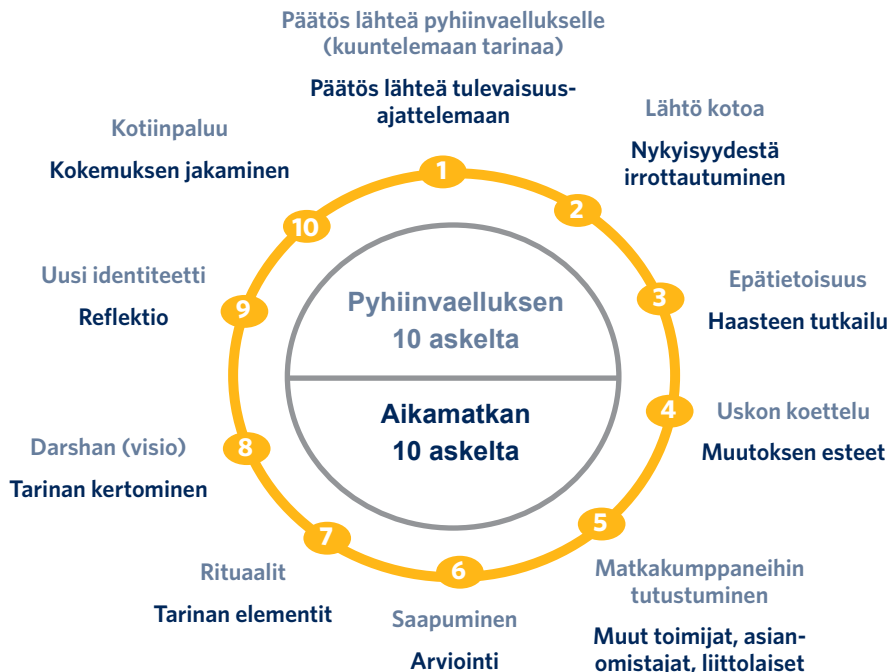 Päätös lähteä pyhiinvaellukselle
(kuuntelemaan tarinaa)
Päätös lähteä tulevaisuus-
ajattelemaan
1
Lähtö kotoa
Nykyisyydestä
irrottautuminen
2
Epätietoisuus
Haasteen tutkailu
3
Uskon koettelu
Muutoksen esteet
4
Matkakumppaneihin
tutustuminen
Muut toimijat, asian-
omistajat, liittolaiset
5
Saapuminen
Arviointi
6
Rituaalit
Tarinan elementit
7
Darshan (visio)
Tarinan kertominen
8
Uusi identiteetti
Reflektio
9
Kotiinpaluu
Kokemuksen jakaminen
10
Pyhiinvaelluksen
10 askelta
Aikamatkan
10 askelta